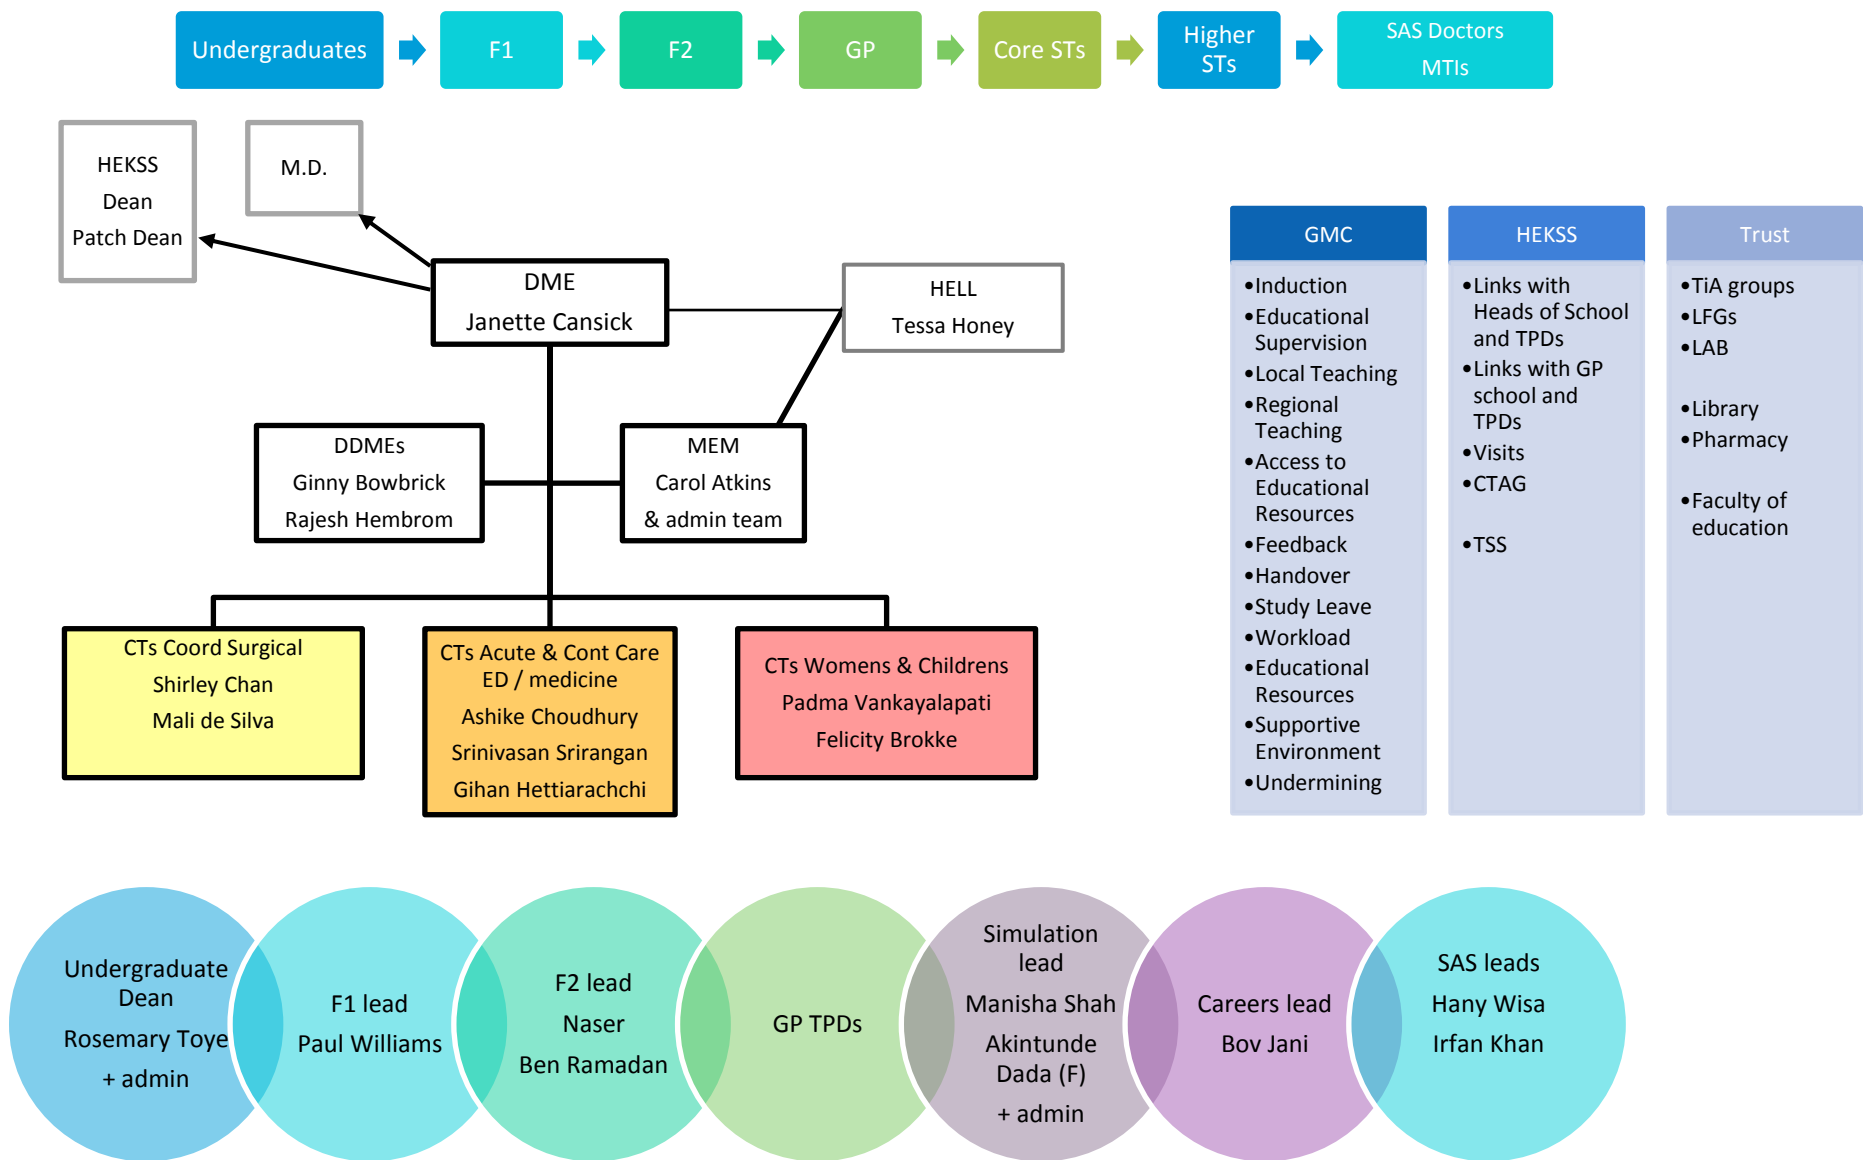 Undergraduates
F1
F2
GP
Core STs
Higher
STs
SAS Doctors
MTIs
HEKSS
Dean
Patch Dean
M.D.
DME
Janette Cansick
HELL
Tessa Honey
DDMEs
Ginny Bowbrick
Rajesh Hembrom
MEM
Carol Atkins
& admin team
CTs Coord Surgical
Shirley Chan
Mali de Silva
CTs Acute & Cont Care
ED / medicine
Ashike Choudhury
Srinivasan Srirangan
Gihan Hettiarachchi
CTs Womens & Childrens
Padma Vankayalapati
Felicity Brokke
GMC
•Induction
•Educational
Supervision
•Local Teaching
•Regional
Teaching
•Access to
Educational
Resources
•Feedback
•Handover
•Study Leave
•Workload
•Educational
Resources
•Supportive
Environment
•Undermining
HEKSS
•Links with
Heads of School
and TPDs
•Links with GP
school and
TPDs
•Visits
•CTAG
•TSS
Trust
•TiA groups
•LFGs
•LAB
•Library
•Pharmacy
•Faculty of
education
Undergraduate
Dean
Rosemary Toye
+ admin
F1 lead
Paul Williams
F2 lead
Naser
Ben Ramadan
GP TPDs
Simulation
lead
Manisha Shah
Akintunde
Dada (F)
+ admin
Careers lead
Bov Jani
SAS leads
Hany Wisa
Irfan Khan